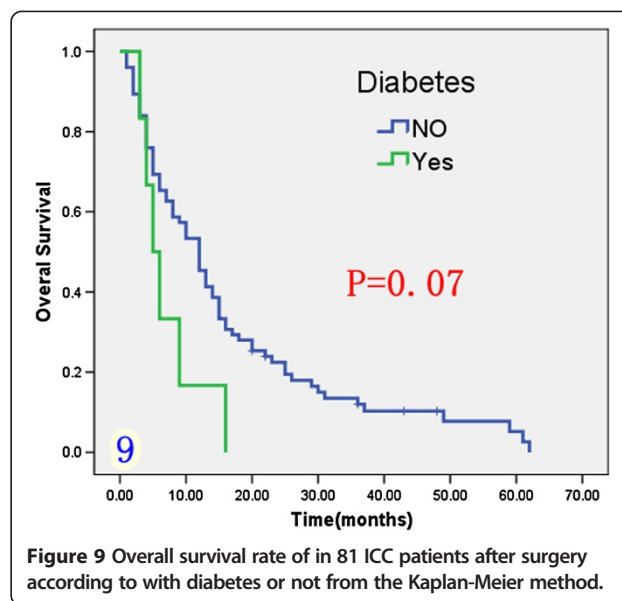 1.0
Diabetes
NO
0.8
Yes
0.6
Overal Survival
P=0.07
0.4
0.2
0.0
9
0.00 10.00 20.00 30.00 40.00 50.00 60.00 70.00
Time(months)
Figure 9 Overall survival rate of in 81 ICC patients after surgery
according to with diabetes or not from the Kaplan-Meier method.